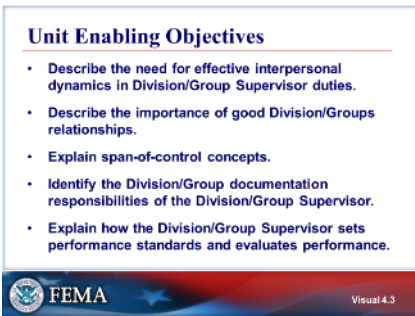 Unit Enabling Objectives
• Describe the need for effective interpersonal
dynamics in Division/Group Supervisor duties.
• Describe the importance of good Division/Groups
relationships.
• Explain span-of-control concepts.
• Identify the Division/Group documentation
responsibilities of the Division/Group Supervisor.
• Explain how the Division/Group Supervisor sets
performance standards and evaluates performance.
FEMA
Visual 4.3